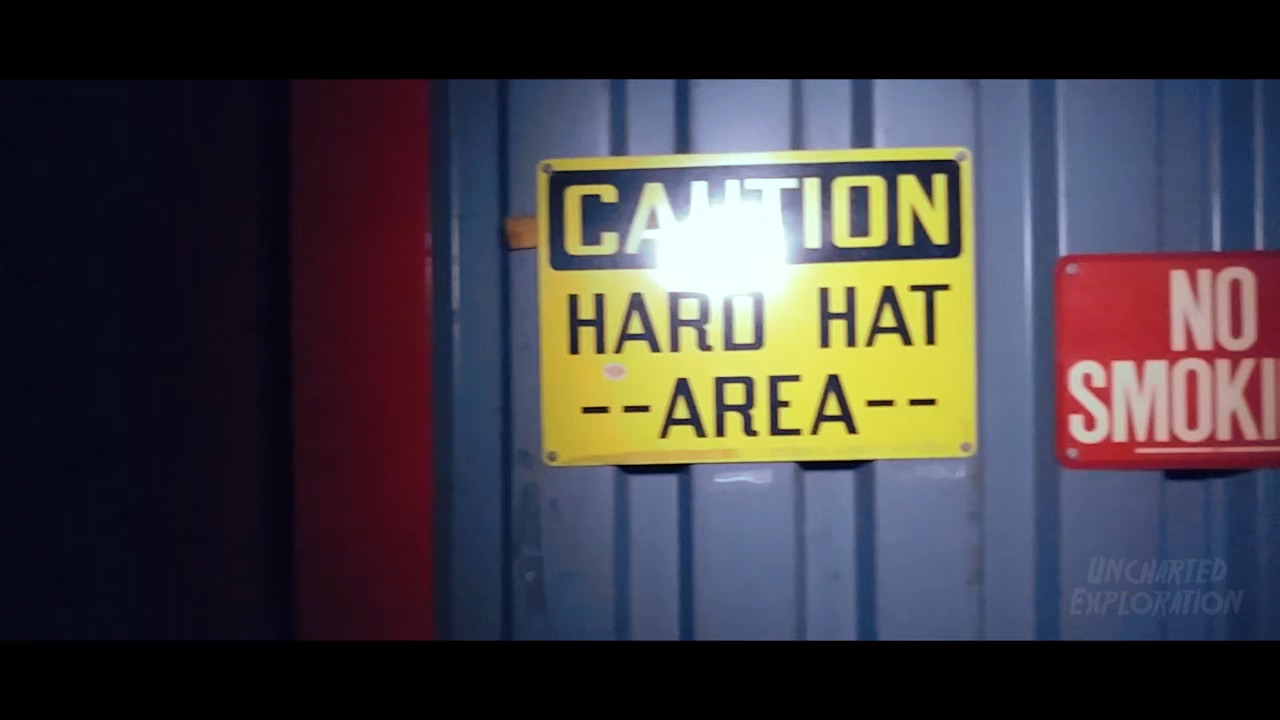 CAUTION
HARD HAT
--AREA--
NO
SMOKI
UNCHARTED
EXPLORATION